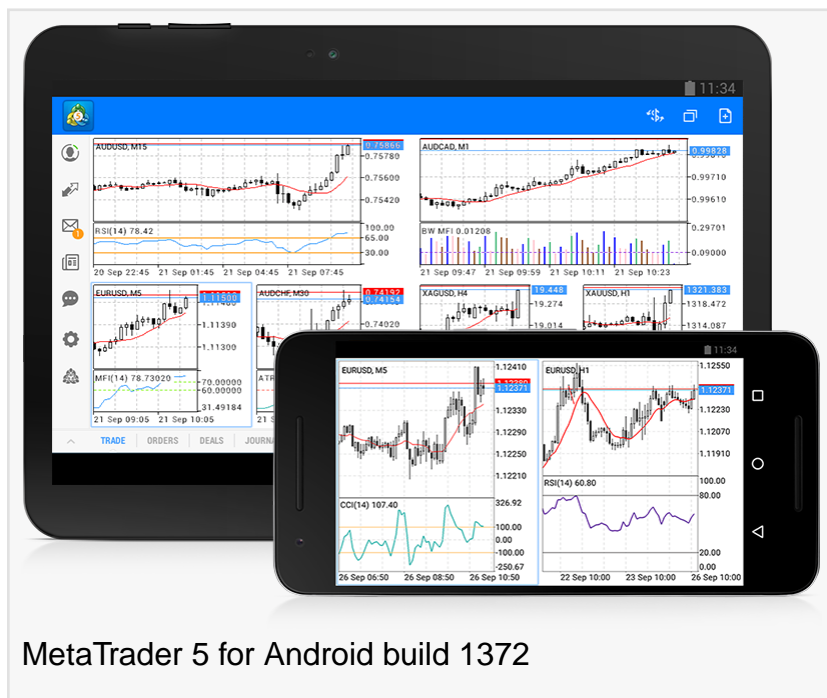 11:34
AUDUSD, M15
0.75866
0.75780
0.75600
0.75420
RSI(14) 78.42
100.00
65.00
30.00
20 Sep 22:45 21 Sep 01:45 21 Sep 04:45 21 Sep 07:45
AUDCAD, M1
0.99828
0.99710
0.99610
BW MFI 0.01208
0.29701
0.09000
21 Sep 09:47 21 Sep 09:59 21 Sep 10:11 21 Sep 10:23
EURUSD, M5
1.11500
1.11390
1.11300
MFI(14) 78.73020
70.00000
60.00000
31.49184
21 Sep 09:05 21 Sep 10:05
AUDCHF, M30
0.74192
0.74154
0.74020
ATR
21 Sep
XAGUSD, H4
19.448
19.274
19.014
XAUUSD, H1
1321.383
1318.472
1314.087
1
TRADE ORDERS DEALS
11:34
EURUSD, M5
1.12410
1.12380
1.12371
1.12330
1.12290
1.12250
1.12210
CCI(14) 107.40
326.92
100.00
0.00
-100.00
-250.67
26 Sep 06:50 26 Sep 08:50 26 Sep 10:50
EURUSD, H1
1.12550
1.12371
1.12230
1.12070
1.11910
RSI(14) 60.80
100.00
80.00
20.00
0.00
22 Sep 10:00 23 Sep 10:00 26 Sep 10:00
MetaTrader 5 for Android build 1372